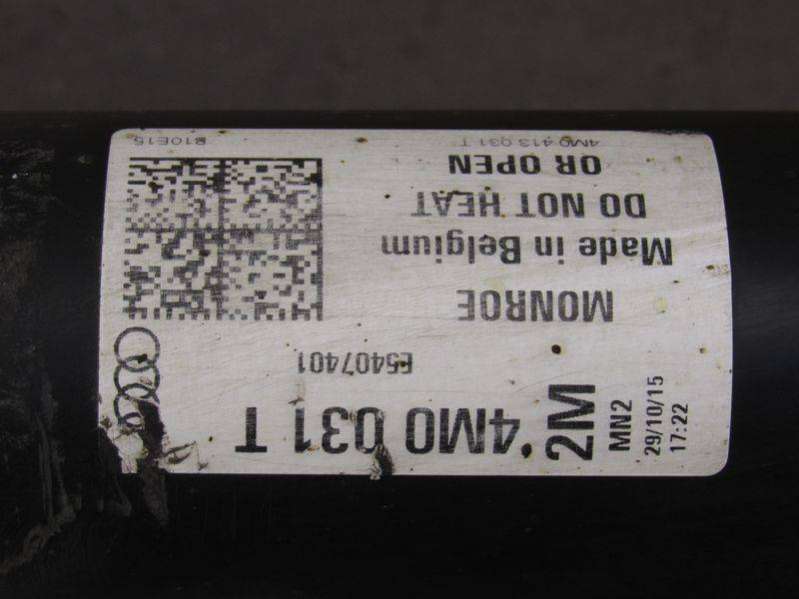 4M0 031 T
2M
MN2
29/10/15
17:22
E5407401
MONROE
Made in Belgium
DO NOT HEAT
OR OPEN
4M0 413 031 T
B10E15